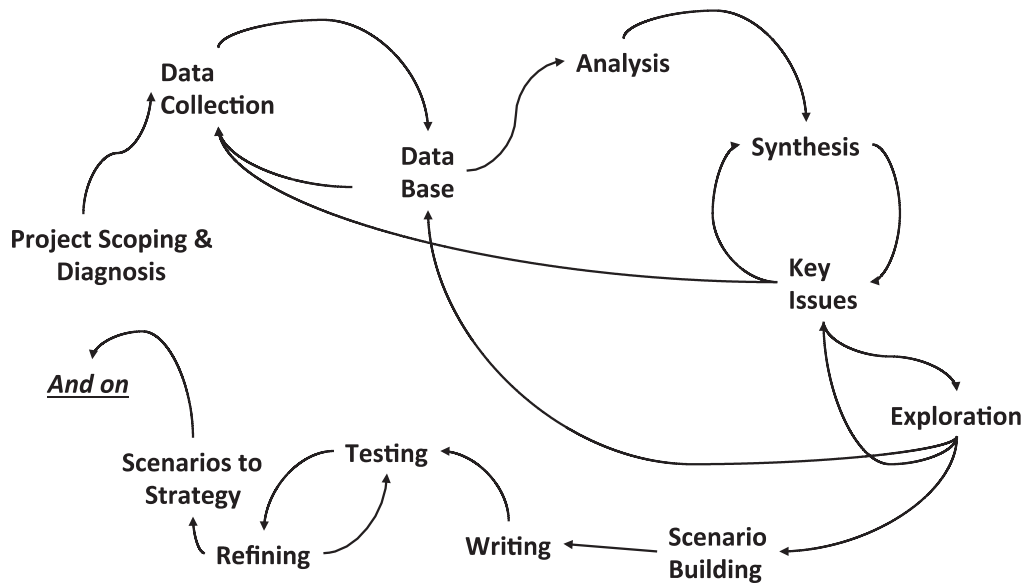 Data
Collection
Data
Base
Analysis
Synthesis
Project Scoping &
Diagnosis
Key
Issues
And on
Exploration
Scenarios to
Strategy
Testing
Refining
Writing
Scenario
Building